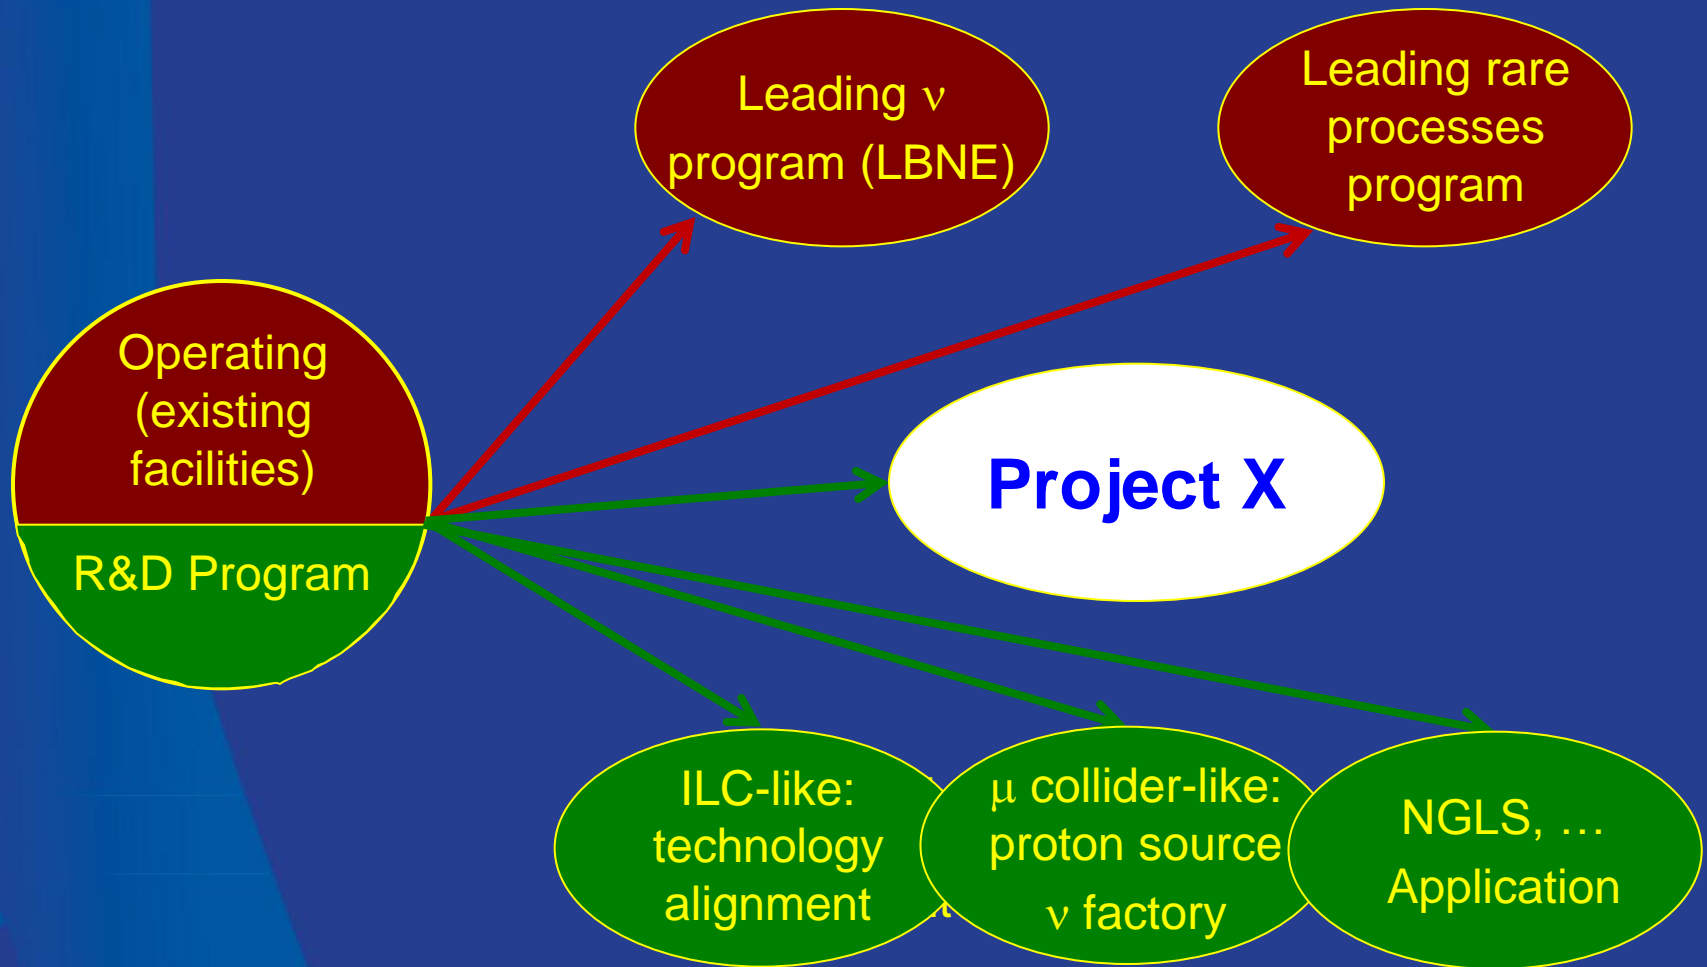 Leading ν
program (LBNE)
Leading rare
processes
program
Operating
(existing
facilities)
R&D Program
Project X
ILC-like:
technology
alignment
μ collider-like:
proton source
ν factory
NGLS, …
Application